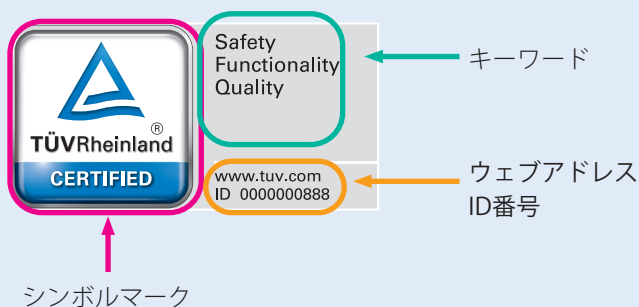 Safety
Functionality
Quality
キーワード
®
TÜVRheinland
CERTIFIED
www.tuv.com
ID 0000000888
ウェブアドレス
ID番号
シンボルマーク